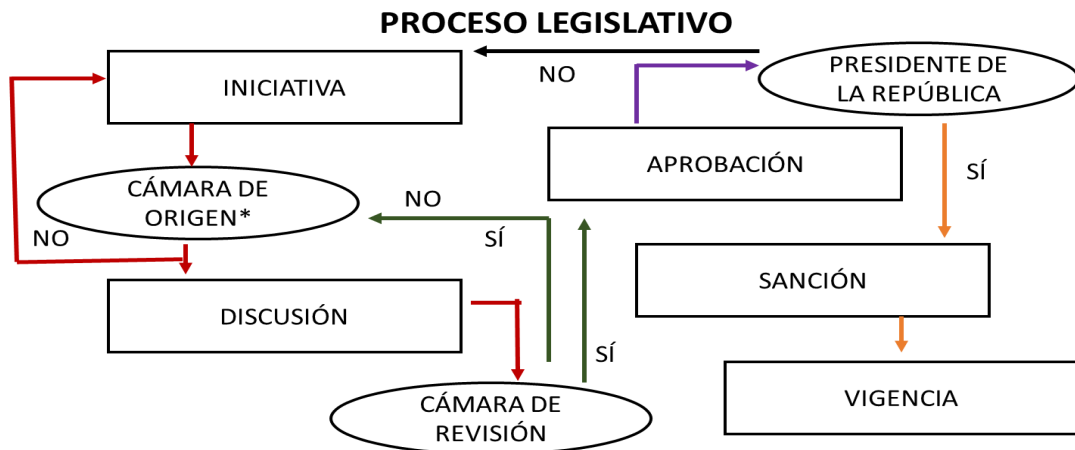 PROCESO LEGISLATIVO
INICIATIVA
NO
PRESIDENTE DE
LA REPÚBLICA
APROBACIÓN
SÍ
CÁMARA DE
ORIGEN*
NO
NO
SÍ
SANCIÓN
DISCUSIÓN
SÍ
CÁMARA DE
REVISIÓN
VIGENCIA